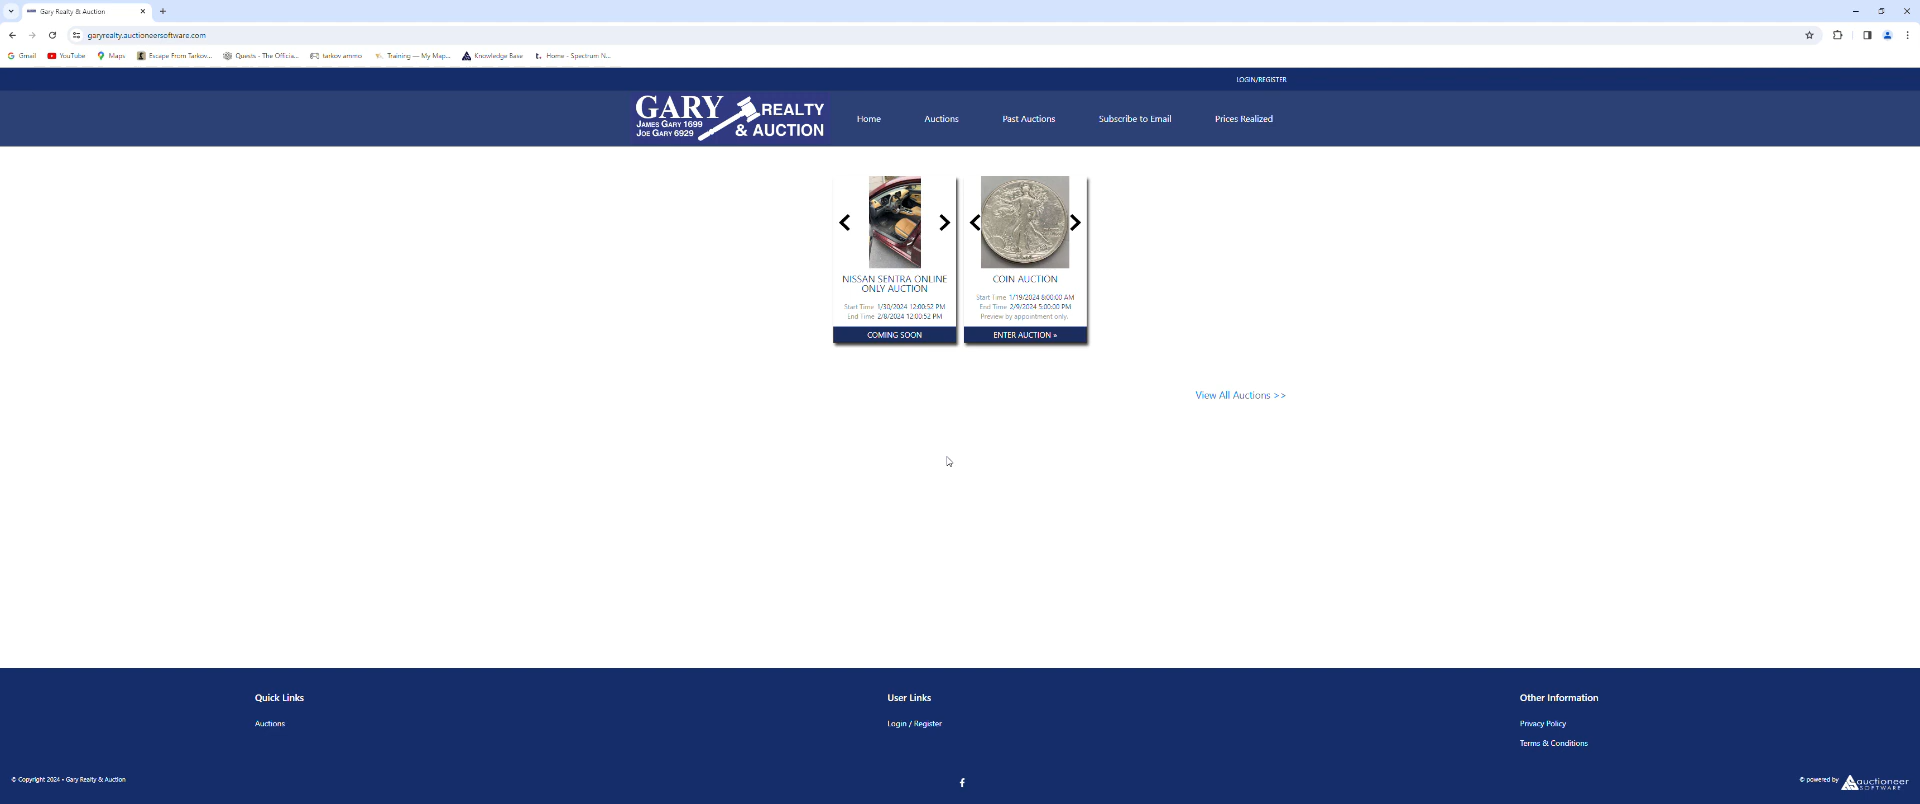 Gary Realty & Auction
garyrealty.auctioneersoftware.com
Gmail YouTube Maps Escape From Tarkov... Quests - The Officia... tarkov ammo Training — My Map... Knowledge Base Home - Spectrum N...
LOGIN/REGISTER
GARY REALTY & AUCTION
JAMES GARY 1699
JOE GARY 6929
Home Auctions Past Auctions Subscribe to Email Prices Realized
NISSAN SENTRA ONLINE
ONLY AUCTION
Start Time 1/30/2024 12:00:52 PM
End Time 2/8/2024 12:00:52 PM
COMING SOON
COIN AUCTION
Start Time 1/19/2024 8:00:00 AM
End Time 2/9/2024 5:00:00 PM
Preview by appointment only.
ENTER AUCTION »
View All Auctions >>
Quick Links
Auctions
User Links
Login / Register
Other Information
Privacy Policy
Terms & Conditions
© Copyright 2024 - Gary Realty & Auction
© powered by auctioneer
SOFTWARE